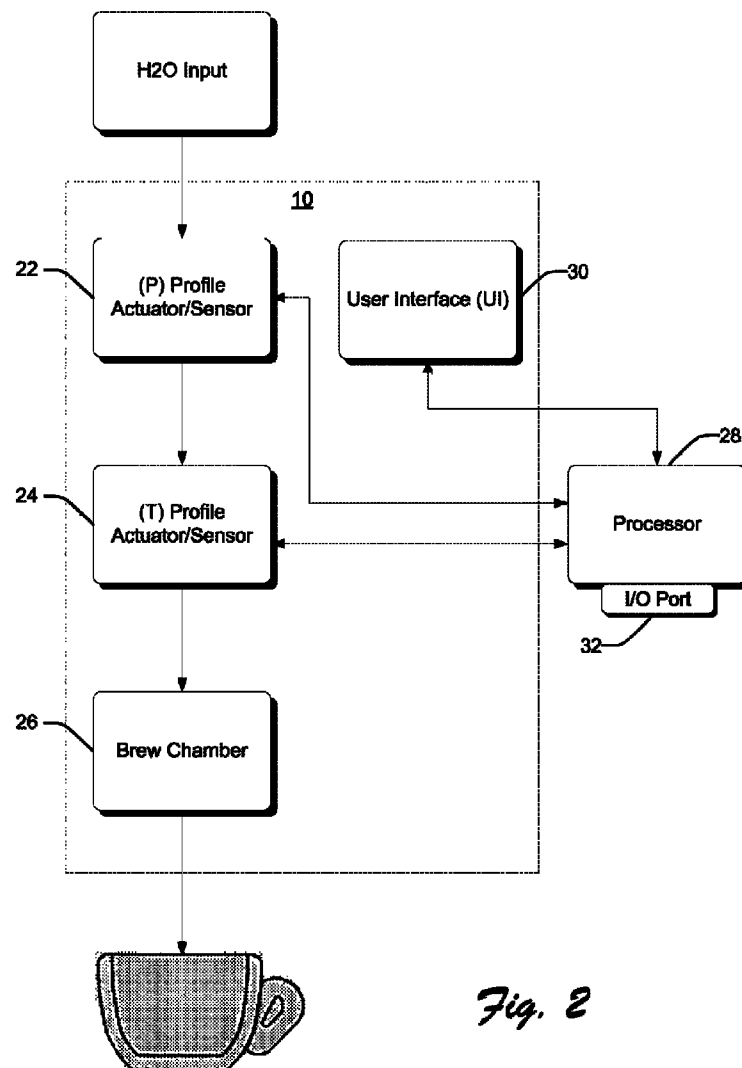 H2O Input
10
22
(P) Profile
Actuator/Sensor
User Interface (UI)
30
28
24
(T) Profile
Actuator/Sensor
Processor
I/O Port
32
26
Brew Chamber
Fig. 2